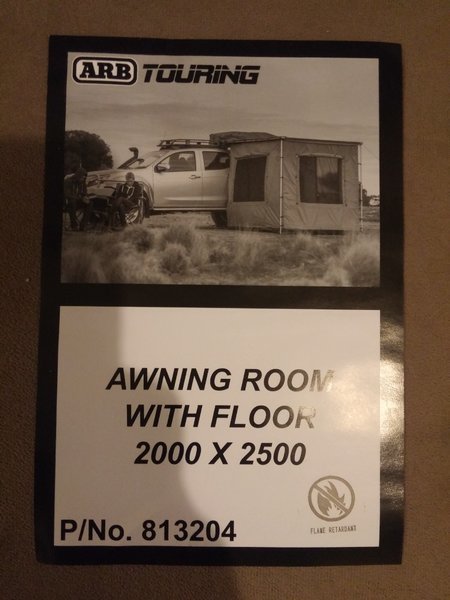 ARB TOURING
AWNING ROOM
WITH FLOOR
2000 X 2500
FLAME RETARDANT
P/No. 813204